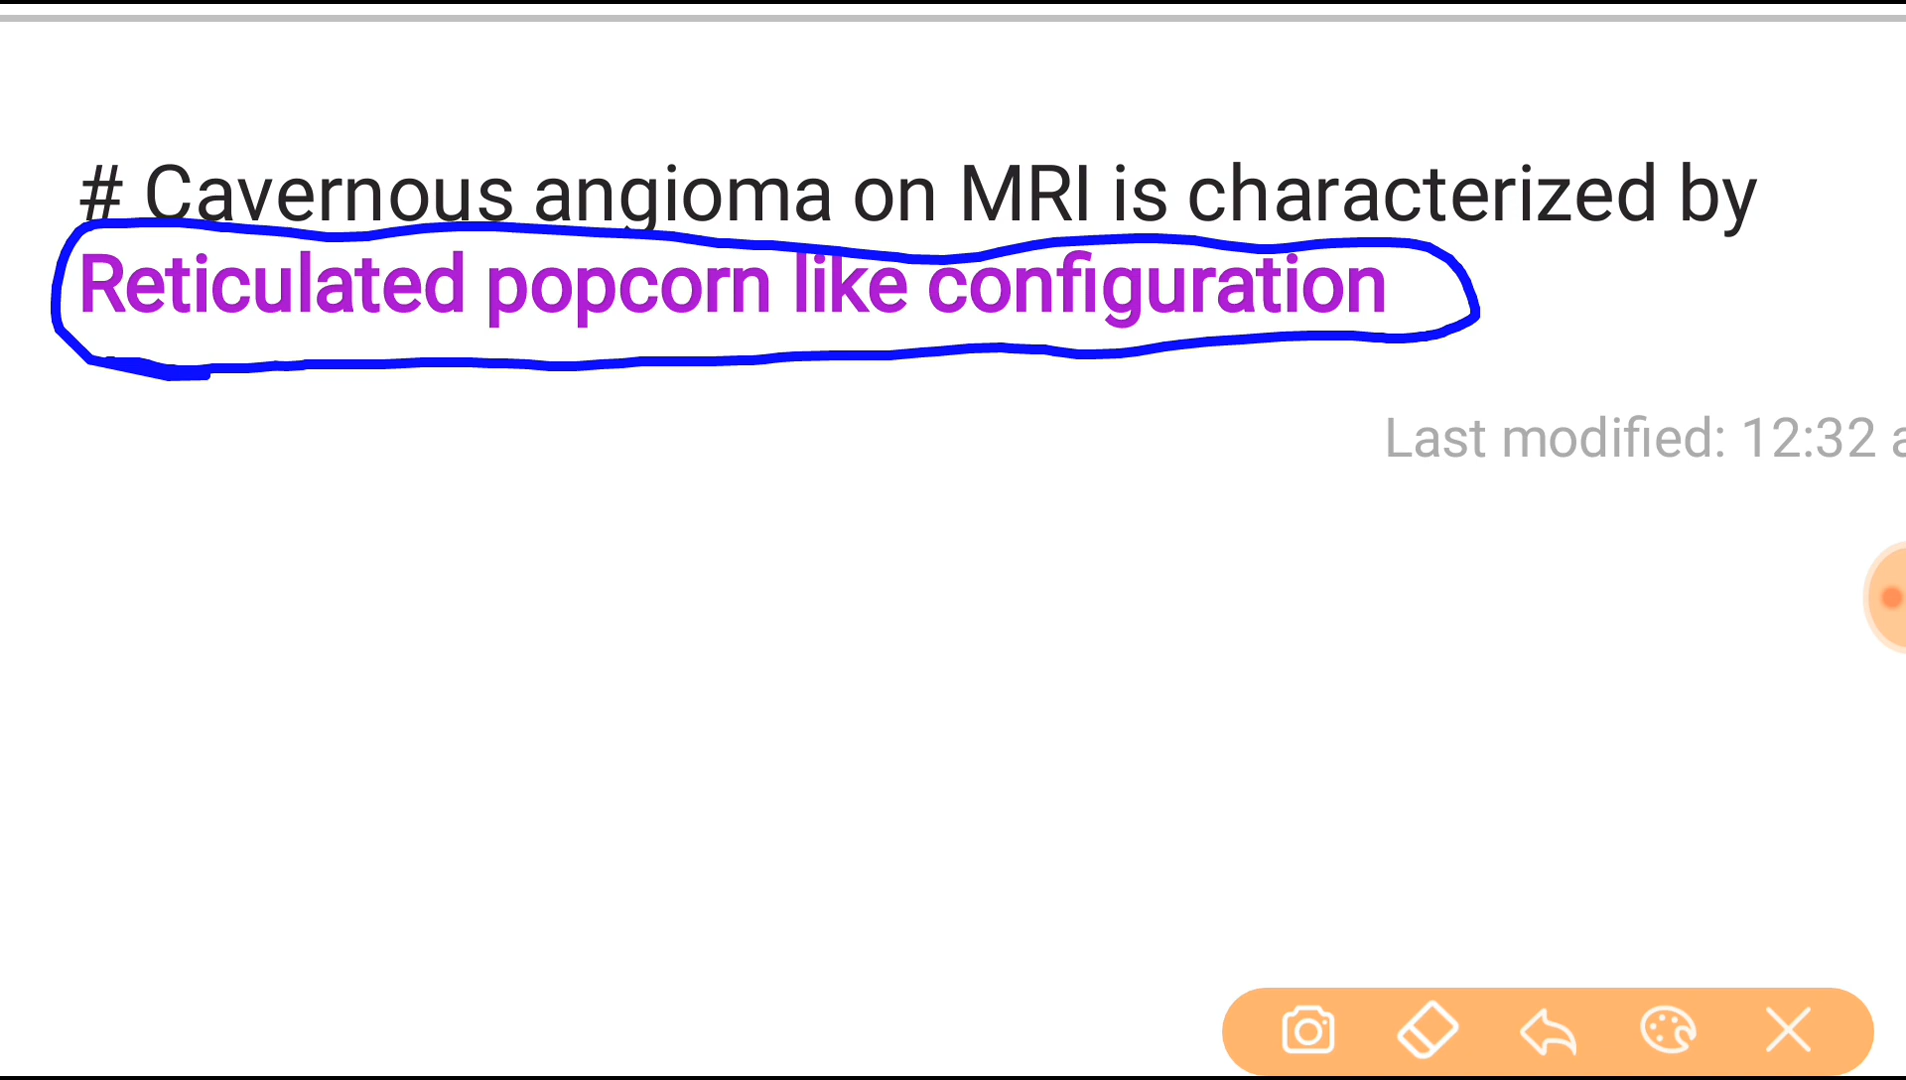 # Cavernous angioma on MRI is characterized by
Reticulated popcorn like configuration
Last modified: 12:32 a